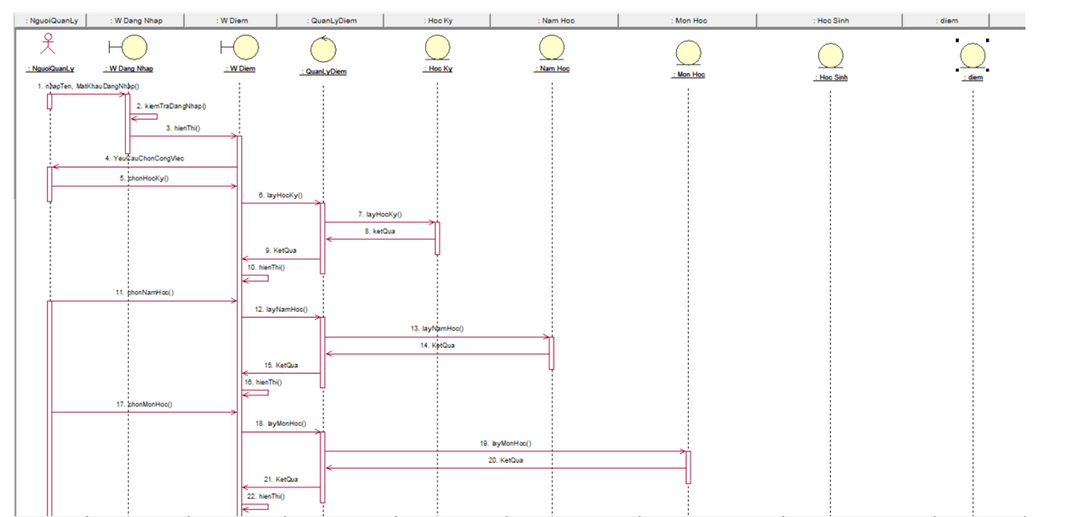 : NguoiQuanLy : W Dang Nhap : W Diem : QuanLyDiem : Hoc Ky : Nam Hoc : Mon Hoc : Hoc Sinh : diem
: NguoiQuanLy : W Dang Nhap : W Diem : QuanLyDiem : Hoc Ky : Nam Hoc : Mon Hoc : Hoc Sinh : diem
1. nhapTen, MatKhauDangNhap()
2. kiemTraDangNhap()
3. hienThi()
4. YeuCauChonCongViec
5. chonHocKy()
6. layHocKy()
7. layHocKy()
8. ketQua
9. KetQua
10. hienThi()
11. chonNamHoc()
12. layNamHoc()
13. layNamHoc()
14. KetQua
15. KetQua
16. hienThi()
17. chonMonHoc()
18. layMonHoc()
19. layMonHoc()
20. KetQua
21. KetQua
22. hienThi()